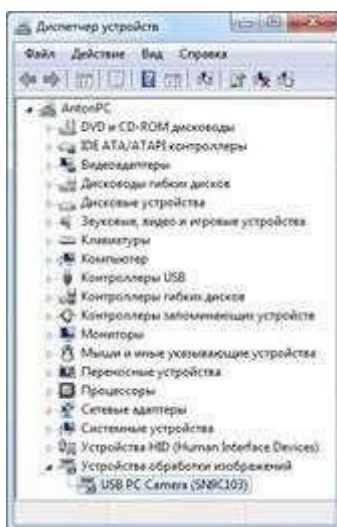 Диспетчер устройств
Файл Действие Вид Справка
AntonPC
DVD и CD-ROM дисководы
IDE ATA/ATAPI контроллеры
Видеоадаптеры
Дисководы гибких дисков
Дисковые устройства
Звуковые, видео и игровые устройства
Клавиатуры
Компьютер
Контроллеры USB
Контроллеры гибких дисков
Контроллеры запоминающих устройств
Мониторы
Мыши и иные указывающие устройства
Переносные устройства
Процессоры
Сетевые адаптеры
Системные устройства
Устройства HID (Human Interface Devices)
Устройства обработки изображений
USB PC Camera (SN9C103)